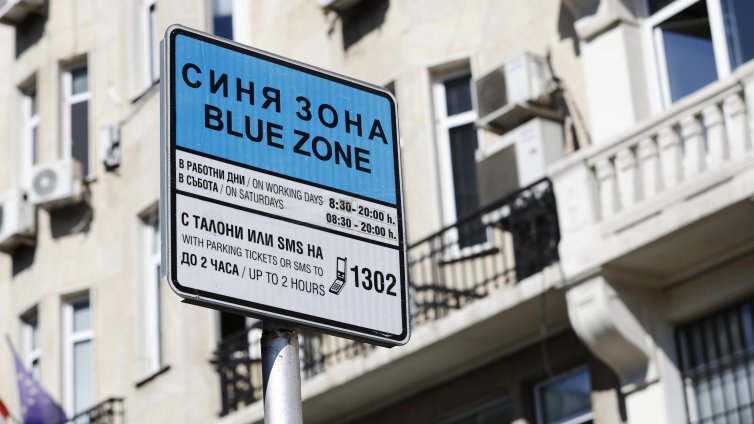 СИНЯ ЗОНА
BLUE ZONE
В РАБОТНИ ДНИ / ON WORKING DAYS 8:30- 20:00 h.
В СЪБОТА / ON SATURDAYS 08:30 - 20:00 h.
С ТАЛОНИ ИЛИ SMS НА
WITH PARKING TICKETS OR SMS TO
ДО 2 ЧАСА / UP TO 2 HOURS 1302